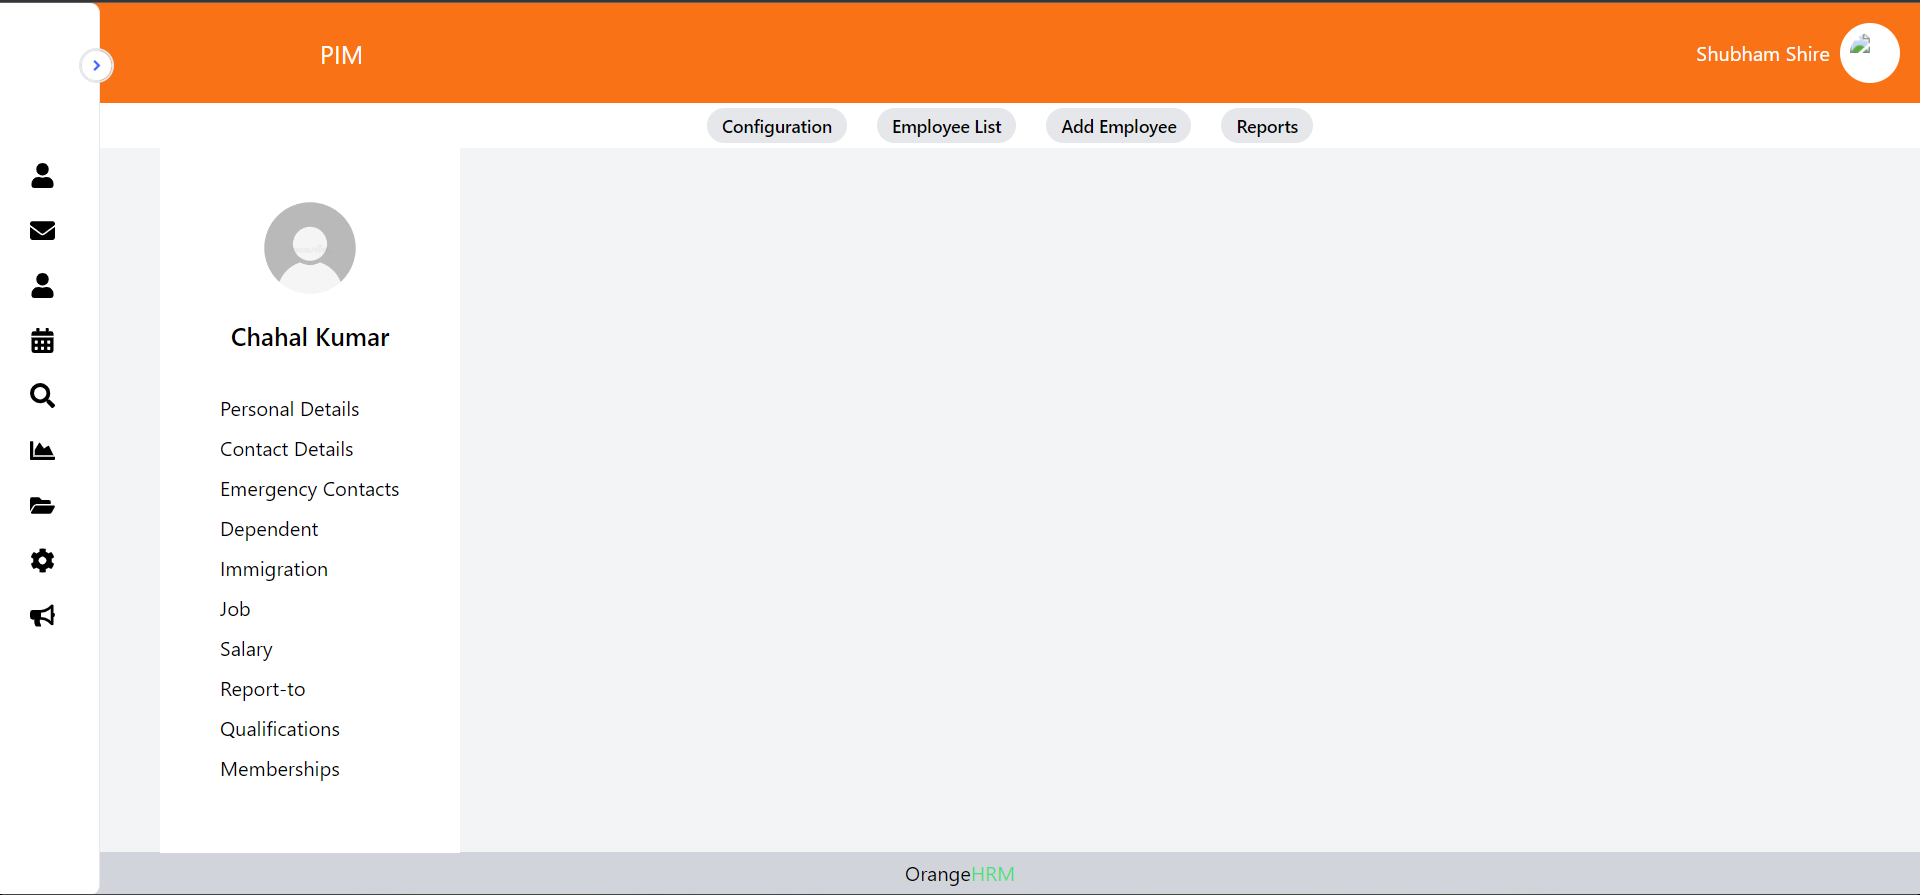 PIM
Shubham Shire
Configuration
Employee List
Add Employee
Reports
Chahal Kumar
Personal Details
Contact Details
Emergency Contacts
Dependent
Immigration
Job
Salary
Report-to
Qualifications
Memberships
OrangeHRM